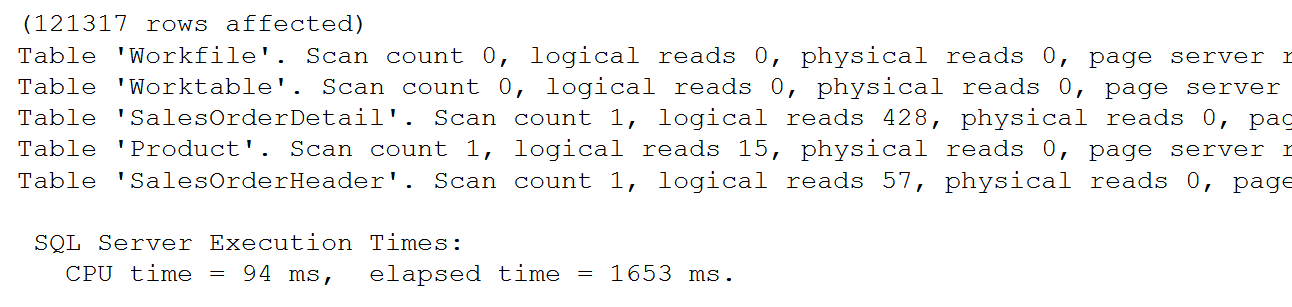 (121317 rows affected)
Table 'Workfile'. Scan count 0, logical reads 0, physical reads 0, page server
Table 'Worktable'. Scan count 0, logical reads 0, physical reads 0, page server
Table 'SalesOrderDetail'. Scan count 1, logical reads 428, physical reads 0,
Table 'Product'. Scan count 1, logical reads 15, physical reads 0, page server
Table 'SalesOrderHeader'. Scan count 1, logical reads 57, physical reads 0, page
SQL Server Execution Times:
CPU time = 94 ms,  elapsed time = 1653 ms.